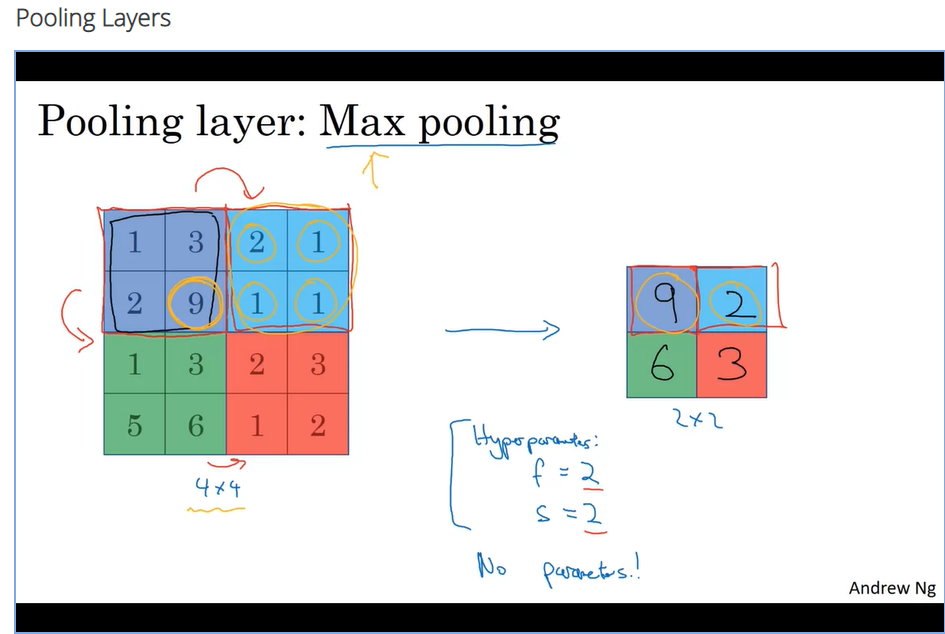 Pooling Layers
Pooling layer: Max pooling
1 3 2 1
2 9 1 1
1 3 2 3
5 6 1 2
4×4
9 2
6 3
2×2
Hyperparameters:
f = 2
s = 2
No parameters!
Andrew Ng